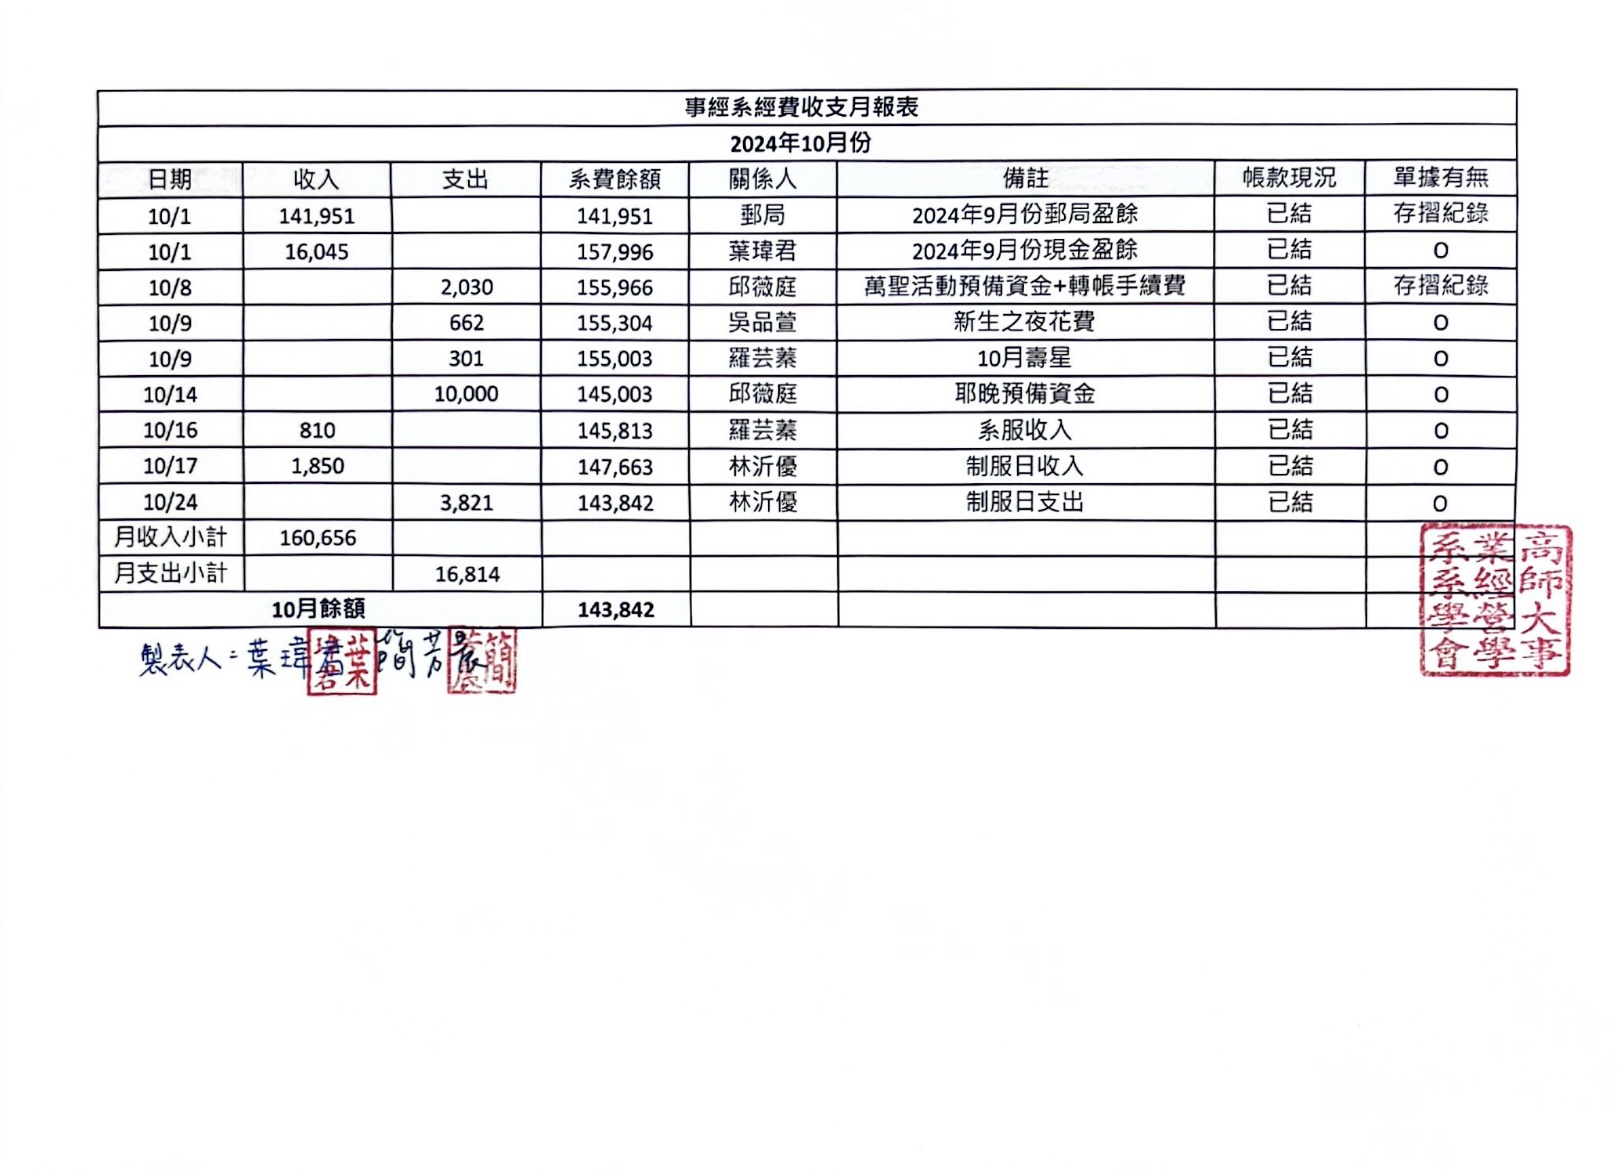 事經系經費收支月報表
2024年10月份
日期 收入 支出 系費餘額 關係人 備註 帳款現況 單據有無
10/1 141,951 141,951 郵局 2024年9月份郵局盈餘 已結 存摺紀錄
10/1 16,045 157,996 葉瑋君 2024年9月份現金盈餘 已結 O
10/8 2,030 155,966 邱薇庭 萬聖活動預備資金+轉帳手續費 已結 存摺紀錄
10/9 662 155,304 吳品萱 新生之夜花費 已結 O
10/9 301 155,003 羅芸蓁 10月壽星 已結 O
10/14 10,000 145,003 邱薇庭 耶晚預備資金 已結 O
10/16 810 145,813 羅芸蓁 系服收入 已結 O
10/17 1,850 147,663 林沂優 制服日收入 已結 O
10/24 3,821 143,842 林沂優 制服日支出 已結 O
月收入小計 160,656
月支出小計 16,814
10月餘額 143,842
製表人：葉瑋君 簡芳晨
高師大事
業經營學
系系學會